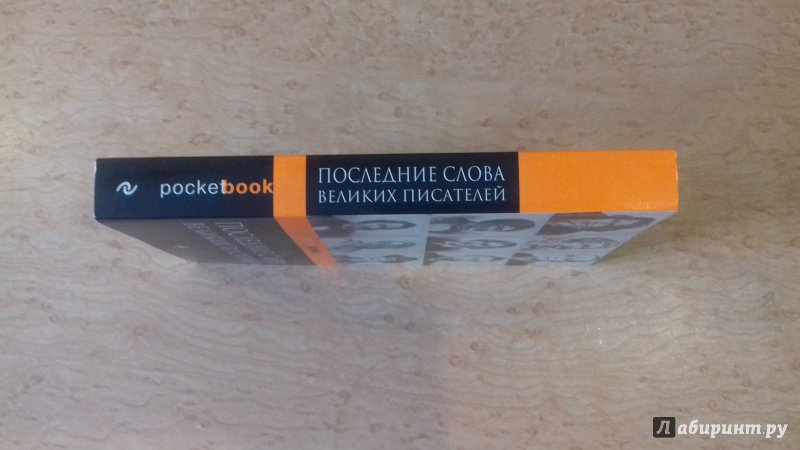 pocketbook
ПОСЛЕДНИЕ СЛОВА
ВЕЛИКИХ ПИСАТЕЛЕЙ
Лабиринт.ру